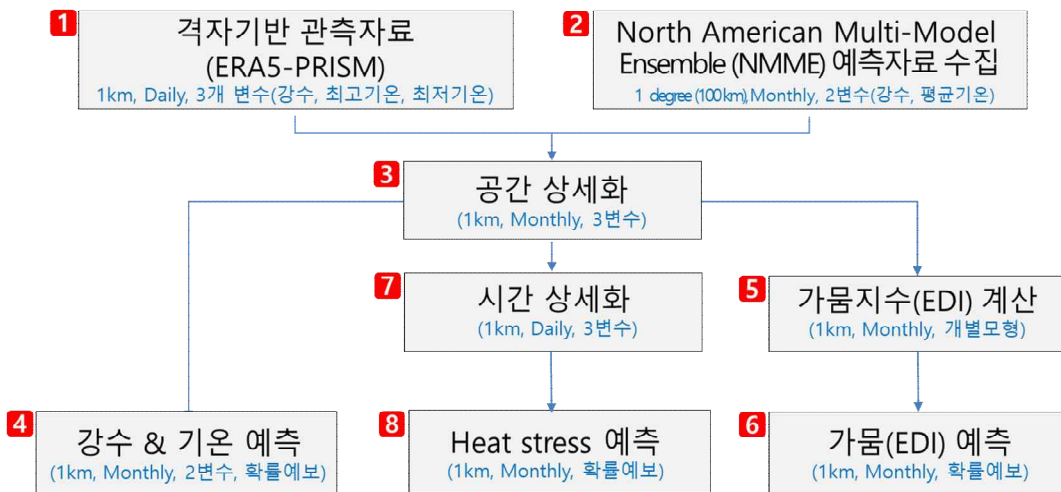 1
격자기반 관측자료
(ERA5-PRISM)
1km, Daily, 3개 변수(강수, 최고기온, 최저기온)
2
North American Multi-Model
Ensemble (NMME) 예측자료 수집
1 degree (100km), Monthly, 2변수(강수, 평균기온)
3
공간 상세화
(1km, Monthly, 3변수)
7
시간 상세화
(1km, Daily, 3변수)
5
가뭄지수(EDI) 계산
(1km, Monthly, 개별모형)
4
강수 & 기온 예측
(1km, Monthly, 2변수, 확률예보)
8
Heat stress 예측
(1km, Monthly, 확률예보)
6
가뭄(EDI) 예측
(1km, Monthly, 확률예보)